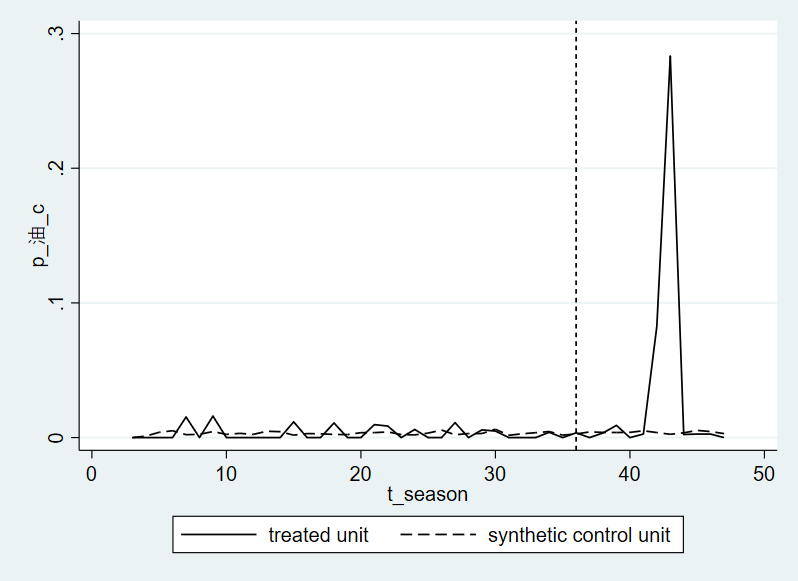 .3
.2
.1
0
p_油_c
0 10 20 30 40 50
t_season
treated unit synthetic control unit